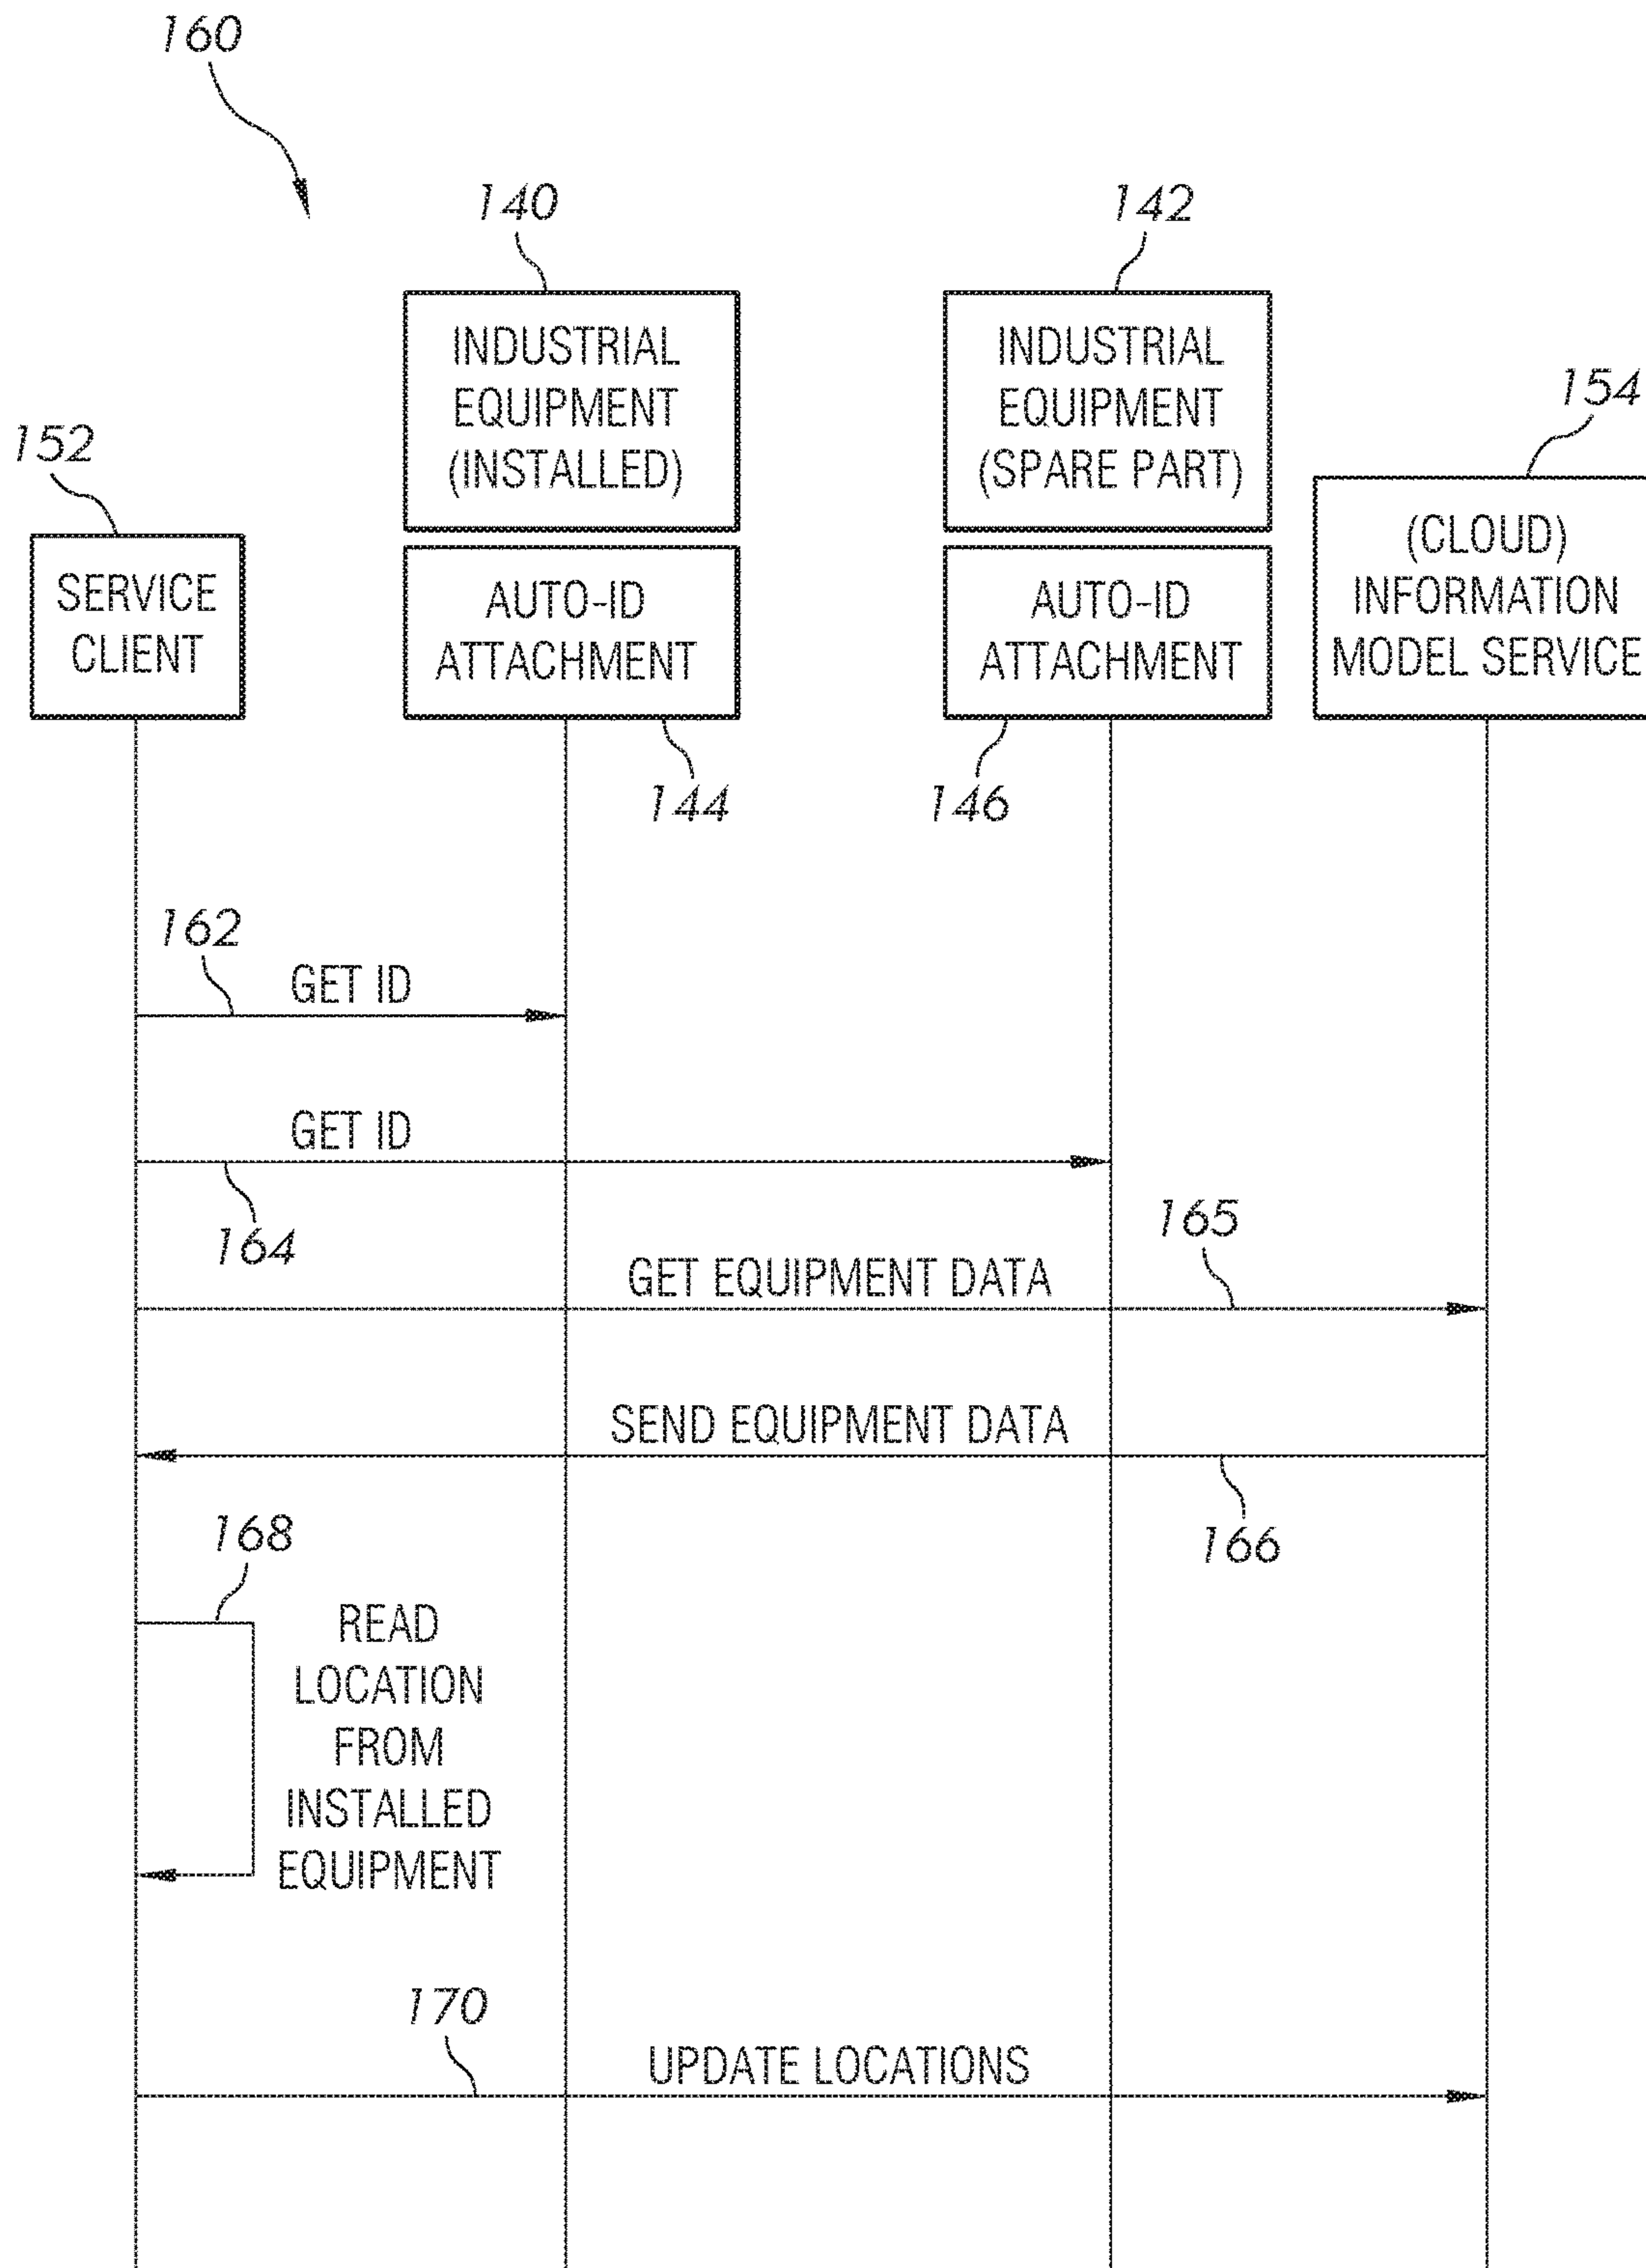 160
140
142
INDUSTRIAL
EQUIPMENT
(INSTALLED)
INDUSTRIAL
EQUIPMENT
(SPARE PART)
154
152
(CLOUD)
INFORMATION
MODEL SERVICE
SERVICE
CLIENT
AUTO-ID
ATTACHMENT
AUTO-ID
ATTACHMENT
144
146
162
GET ID
GET ID
164
165
GET EQUIPMENT DATA
SEND EQUIPMENT DATA
166
168
READ
LOCATION
FROM
INSTALLED
EQUIPMENT
170
UPDATE LOCATIONS